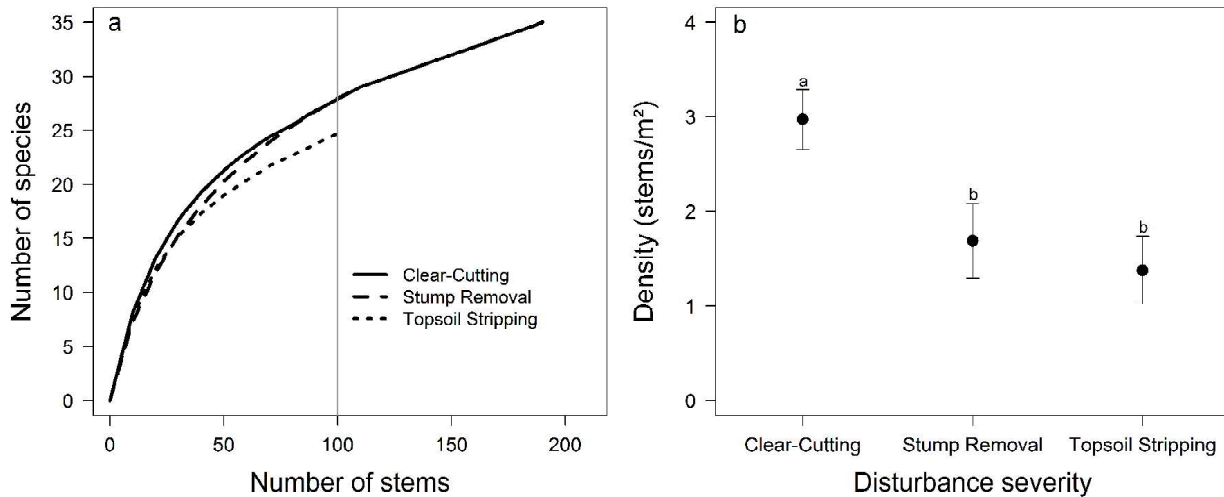 a
35
30
25
20
15
10
5
0
Number of species
Clear-Cutting
Stump Removal
Topsoil Stripping
0 50 100 150 200
Number of stems
b
4
3
2
1
0
Density (stems/m²)
a
b
b
Clear-Cutting Stump Removal Topsoil Stripping
Disturbance severity